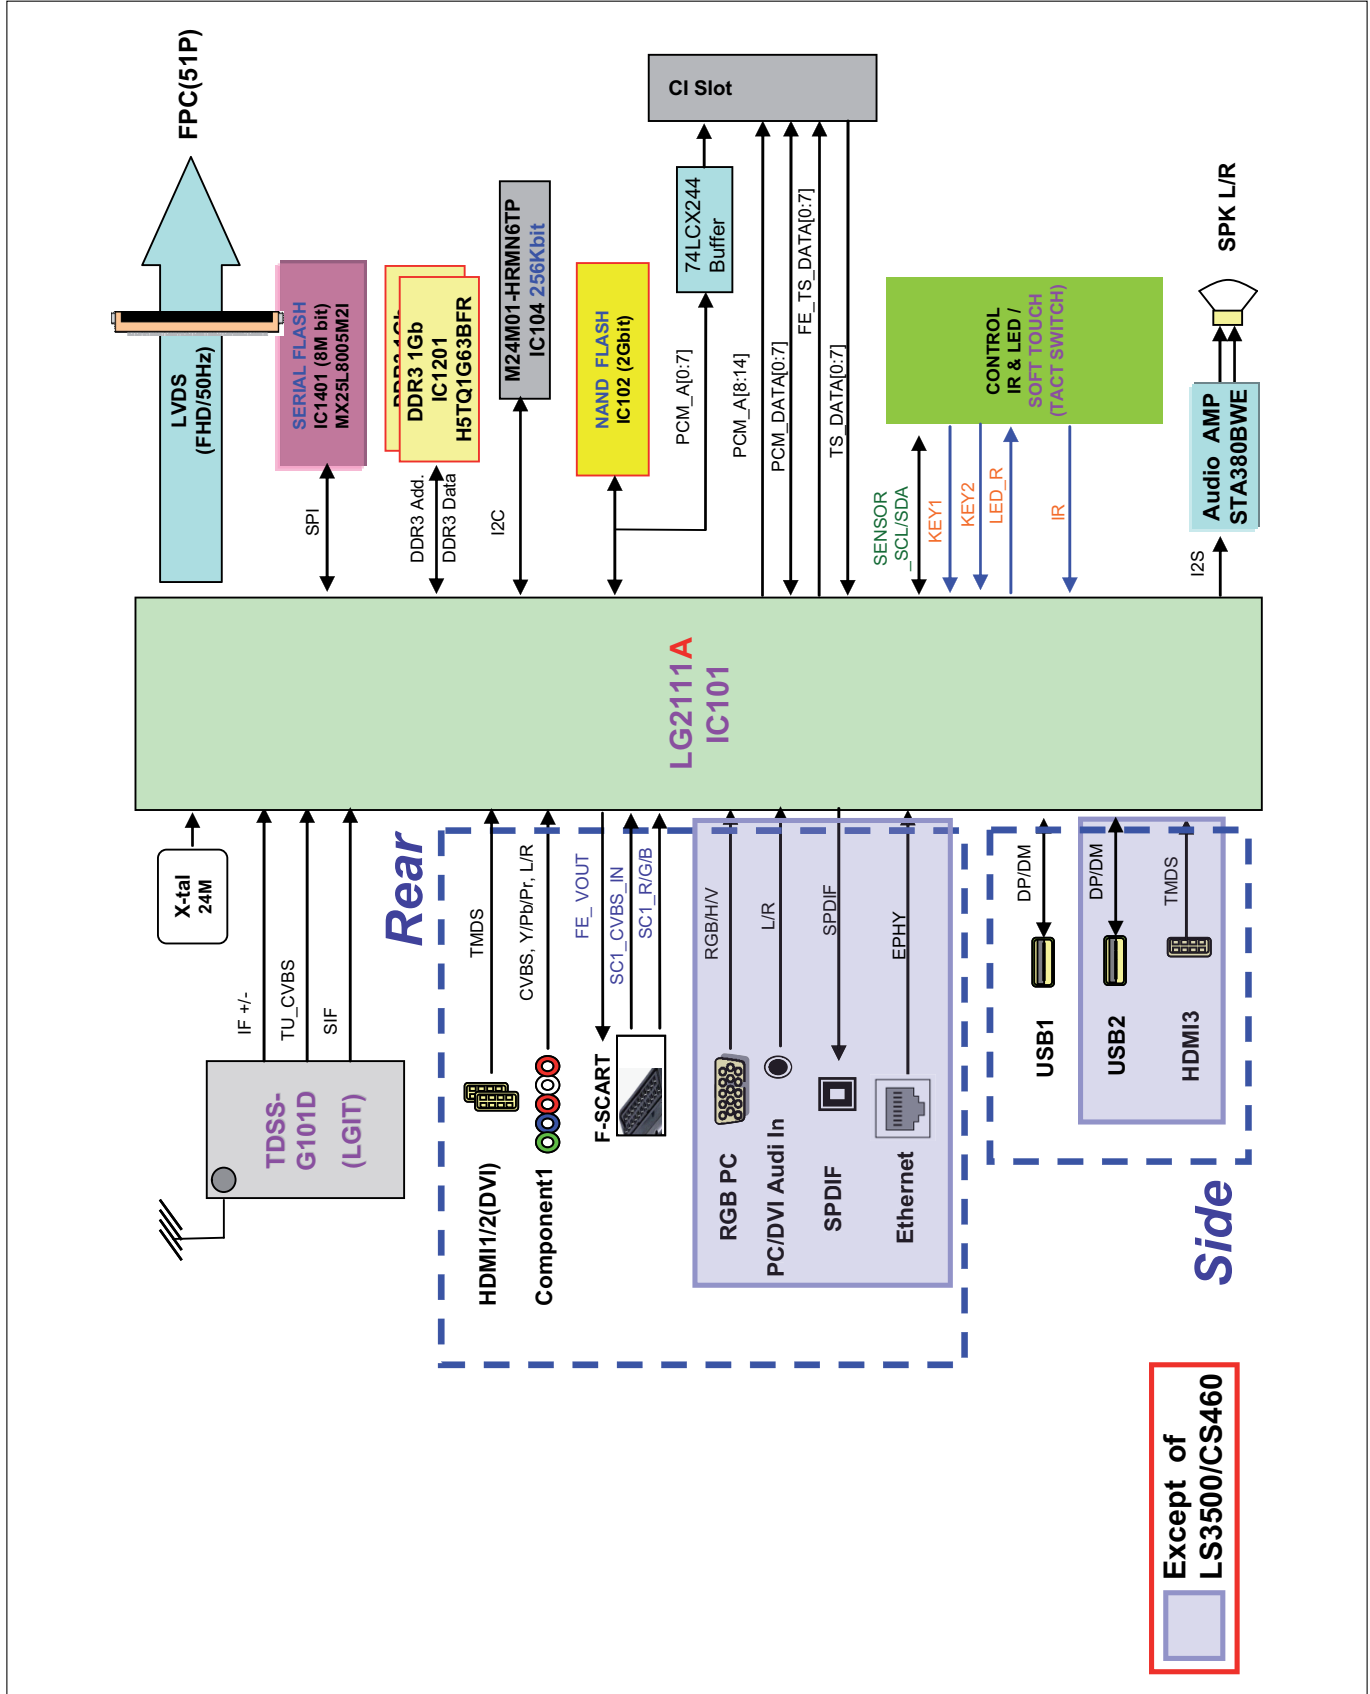 X-tal
24M
IF +/-
TU_CVBS
SIF
TDSS-
G101D
(LGIT)
Rear
TMDS
HDMI1/2(DVI)
CVBS, Y/Pb/Pr, L/R
Component1
FE_ VOUT
SC1_CVBS_IN
SC1_R/G/B
F-SCART
RGB/H/V
RGB PC
L/R
PC/DVI Audi In
SPDIF
SPDIF
EPHY
Ethernet
DP/DM
USB1
DP/DM
USB2
TMDS
HDMI3
Side
Except of
LS3500/CS460
LG2111A
IC101
LVDS
(FHD/50Hz)
FPC(51P)
SPI
SERIAL FLASH
IC1401 (8M bit)
MX25L8005M2I
DDR3 Add.
DDR3 Data
DDR3 1Gb
DDR3 1Gb
IC1201
H5TQ1G63BFR
I2C
M24M01-HRMN6TP
IC104 256Kbit
NAND FLASH
IC102 (2Gbit)
PCM_A[0:7]
74LCX244
Buffer
CI Slot
PCM_A[8:14]
PCM_DATA[0:7]
FE_TS_DATA[0:7]
TS_DATA[0:7]
SENSOR
_SCL/SDA
KEY1
KEY2
LED_R
IR
CONTROL
IR & LED /
SOFT TOUCH
(TACT SWITCH)
I2S
Audio AMP
STA380BWE
SPK L/R